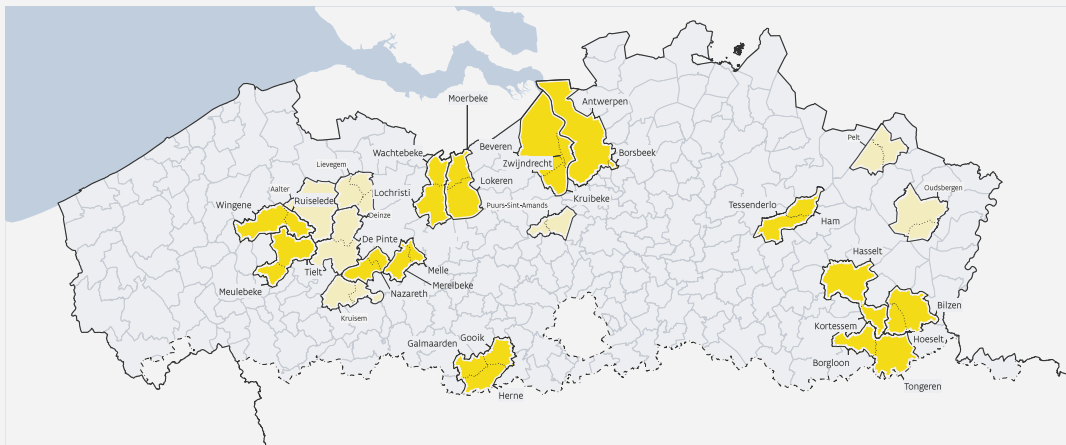 Moerbeke
Antwerpen
Pelt
Wachtebeke
Beveren
Borsbeek
Lievegem
Zwijndrecht
Lokeren
Aalter
Lochristi
Oudsbergen
Ruiselede
Kruibeke
Wingene
Puurs-Sint-Amands
Tessenderlo
Deinze
Ham
De Pinte
Hasselt
Tielt
Melle
Merelbeke
Meulebeke
Nazareth
Bilzen
Kruisem
Kortessem
Gooik
Hoeselt
Galmaarden
Borgloon
Tongeren
Herne